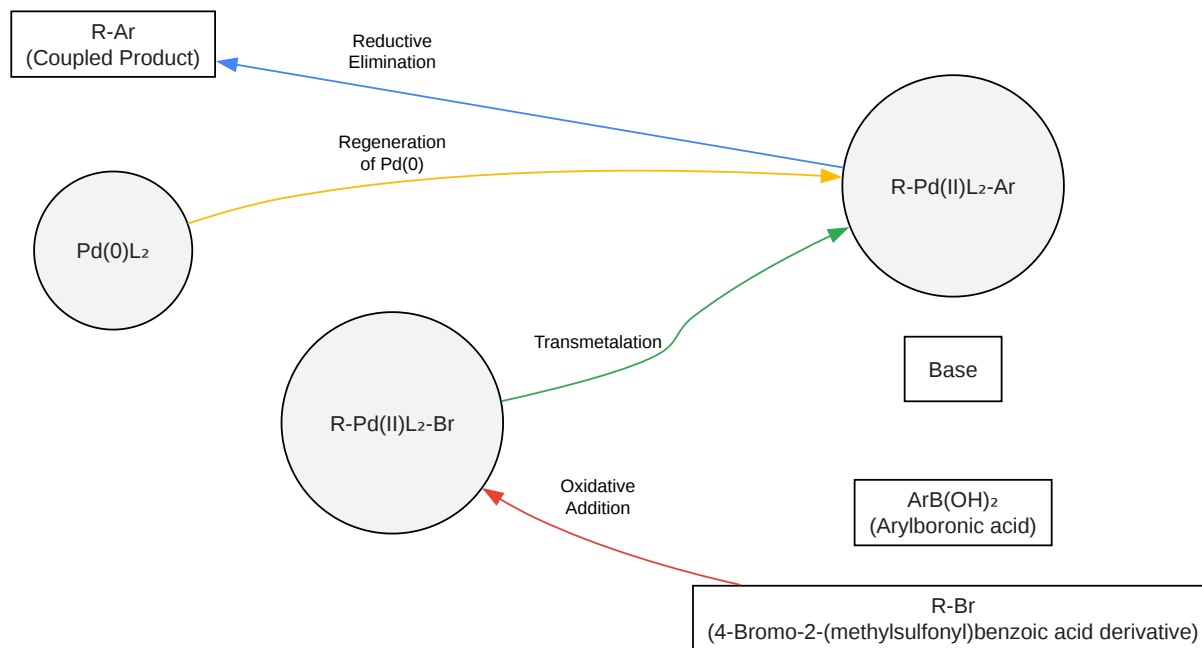 R-Ar
(Coupled Product)
Reductive
Elimination
Regeneration
of Pd(0)
R-Pd(II)L₂-Ar
Pd(0)L₂
Transmetalation
Base
R-Pd(II)L₂-Br
Oxidative
Addition
ArB(OH)₂
(Arylboronic acid)
R-Br
(4-Bromo-2-(methylsulfonyl)benzoic acid derivative)